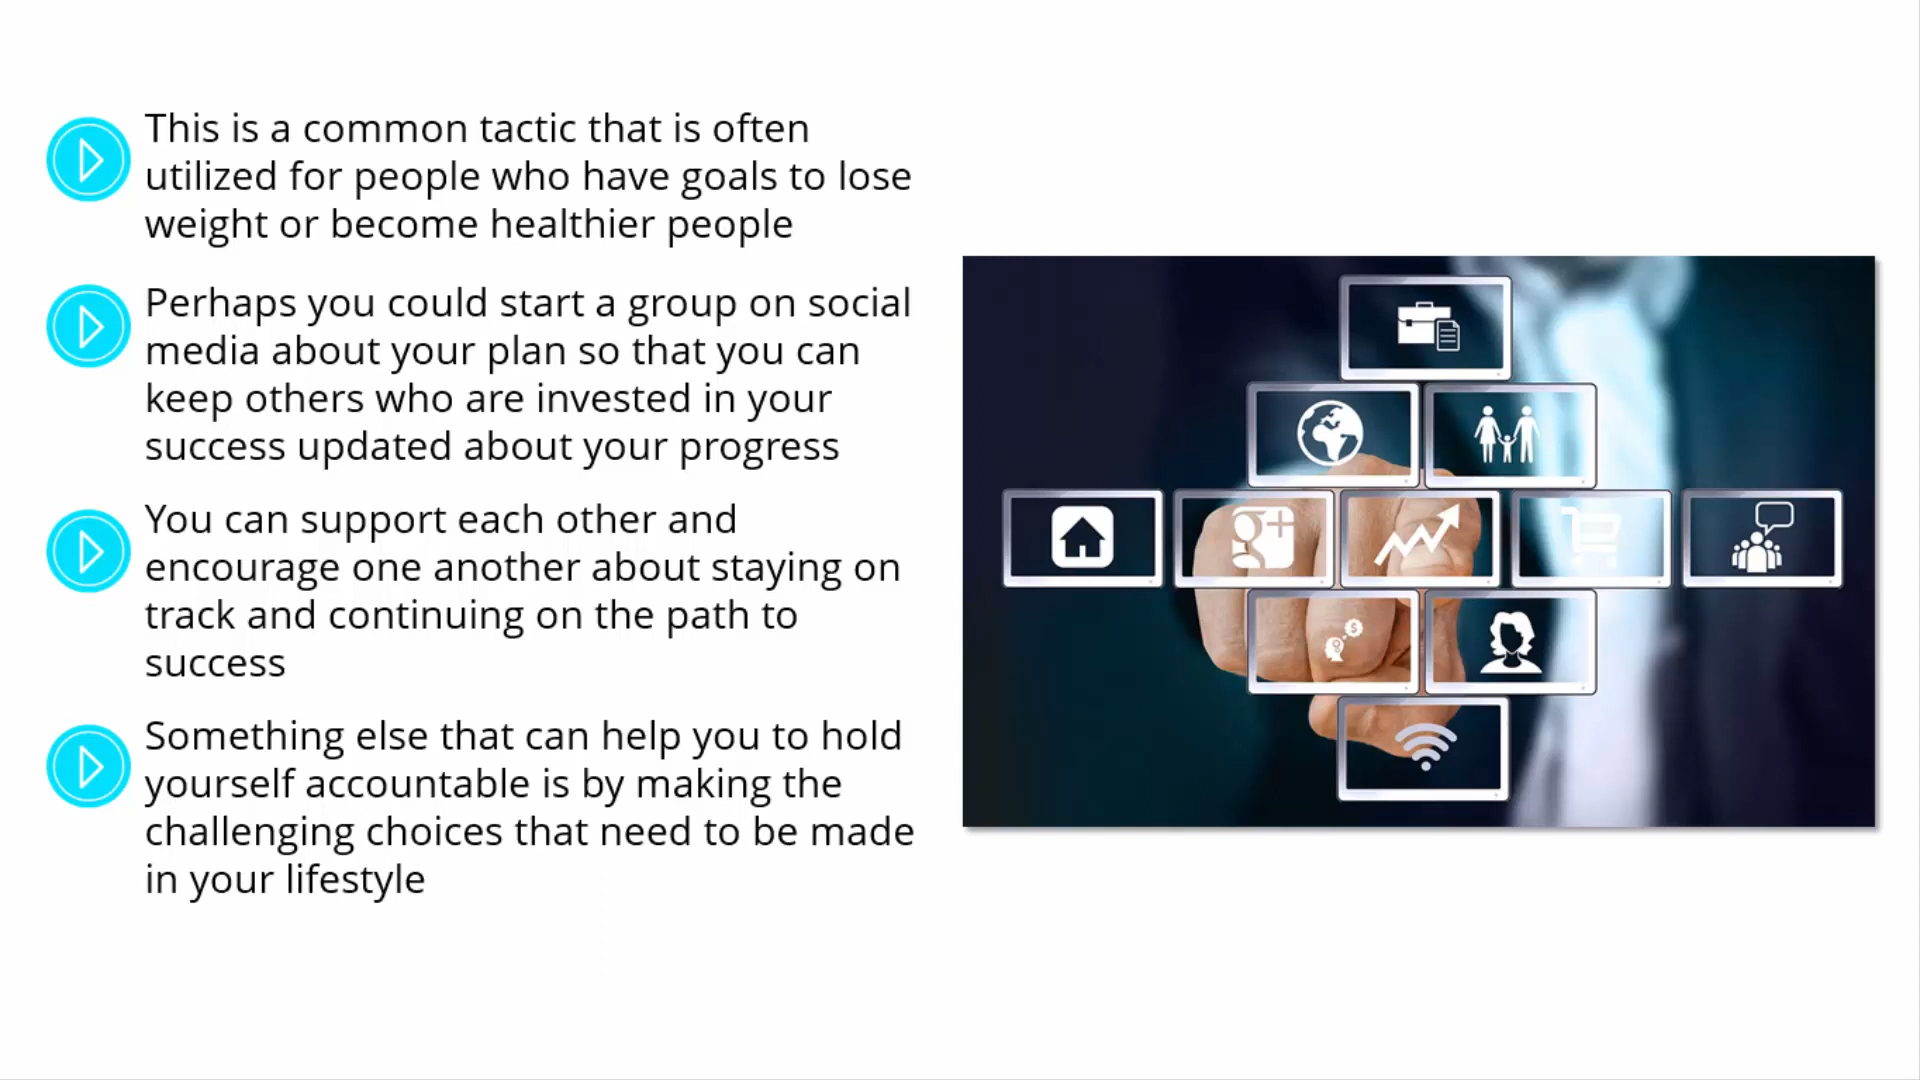 This is a common tactic that is often
utilized for people who have goals to lose
weight or become healthier people
Perhaps you could start a group on social
media about your plan so that you can
keep others who are invested in your
success updated about your progress
You can support each other and
encourage one another about staying on
track and continuing on the path to
success
Something else that can help you to hold
yourself accountable is by making the
challenging choices that need to be made
in your lifestyle